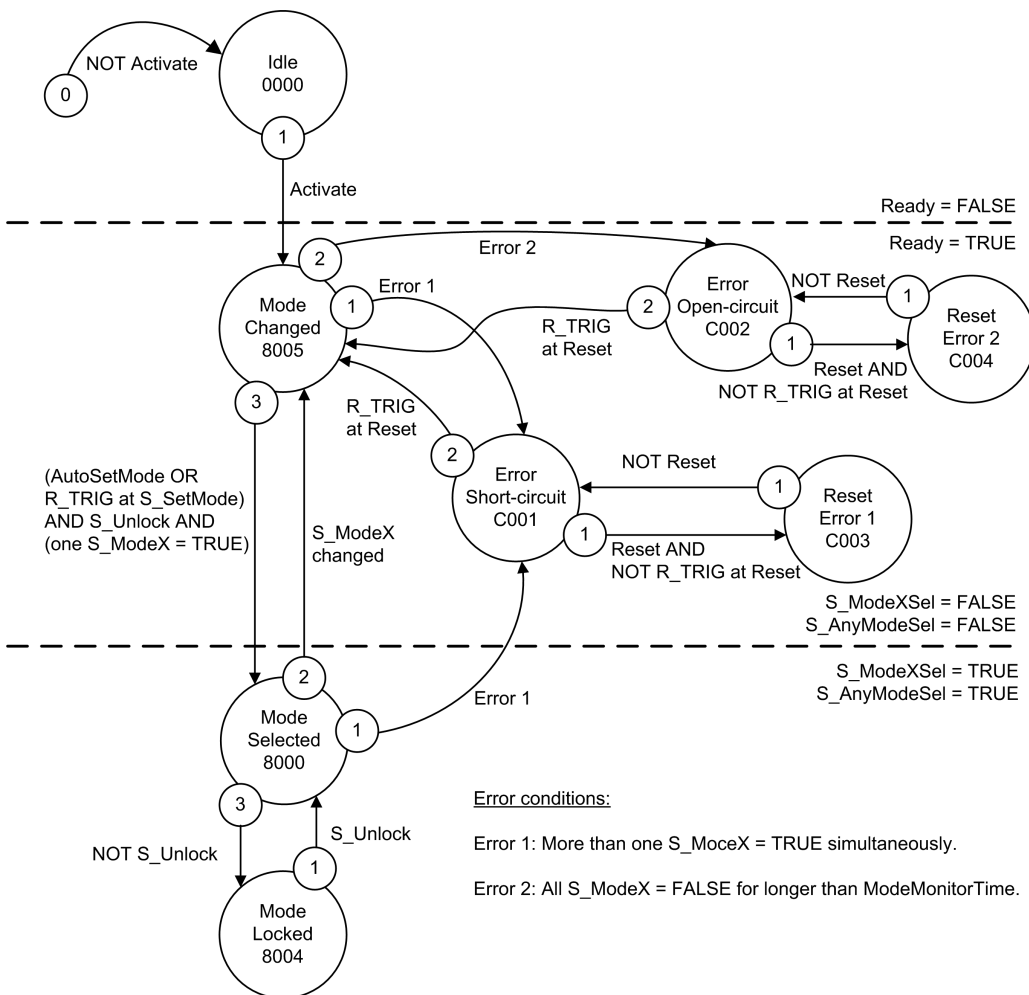 NOT Activate
0
Idle
0000
1
Activate
Ready = FALSE
Ready = TRUE
2
Error 2
Error 1
1
Mode
Changed
8005
3
Error
Open-circuit
C002
2
1
R_TRIG
at Reset
NOT Reset
1
Reset
Error 2
C004
Reset AND
NOT R_TRIG at Reset
R_TRIG
at Reset
2
Error
Short-circuit
C001
1
NOT Reset
1
Reset
Error 1
C003
Reset AND
NOT R_TRIG at Reset
(AutoSetMode OR
R_TRIG at S_SetMode)
AND S_Unlock AND
(one S_ModeX = TRUE)
S_ModeX
changed
S_ModeXSel = FALSE
S_AnyModeSel = FALSE
S_ModeXSel = TRUE
S_AnyModeSel = TRUE
2
Mode
Selected
8000
1
Error 1
3
NOT S_Unlock
S_Unlock
1
Mode
Locked
8004
Error conditions:
Error 1: More than one S_MoceX = TRUE simultaneously.
Error 2: All S_ModeX = FALSE for longer than ModeMonitorTime.